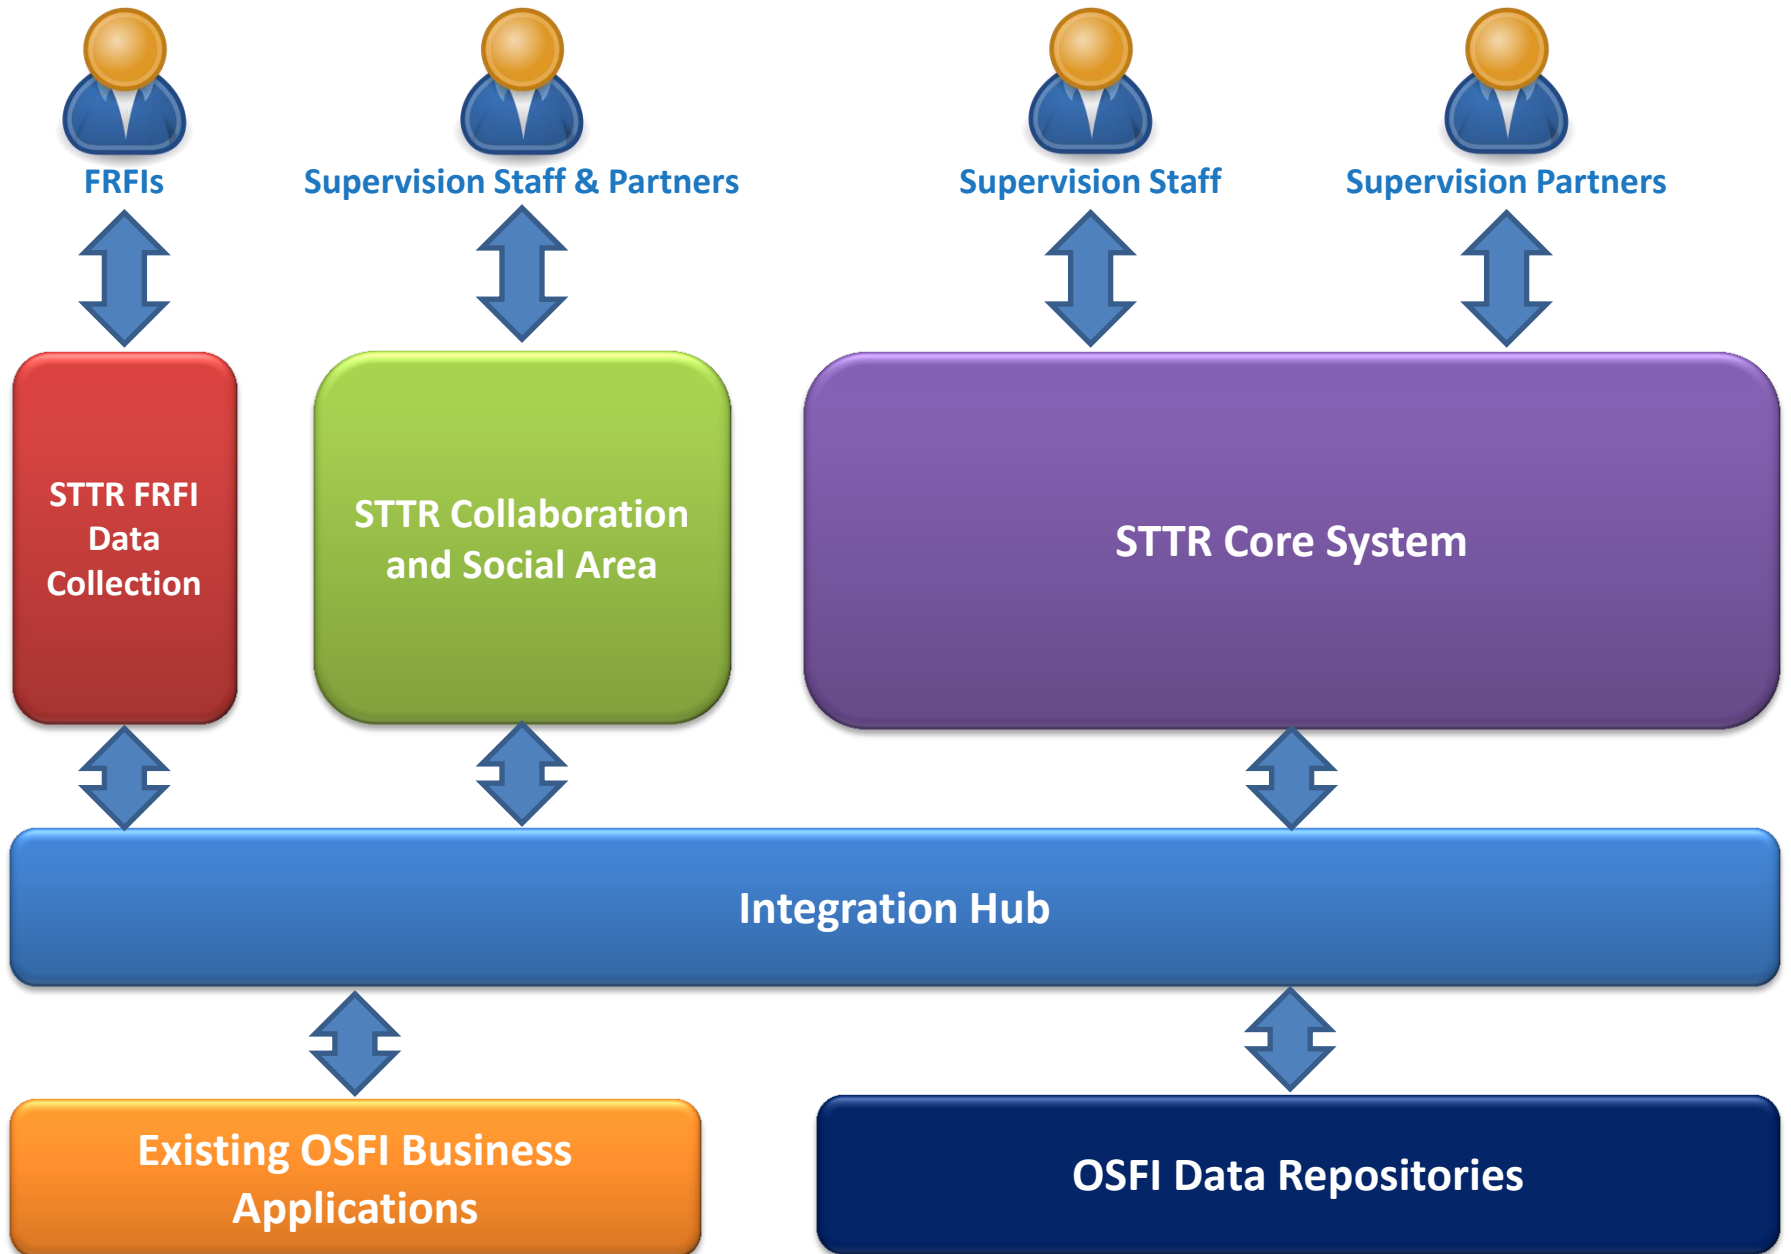 FRFIs
Supervision Staff & Partners
Supervision Staff
Supervision Partners
STTR FRFI
Data
Collection
STTR Collaboration
and Social Area
STTR Core System
Integration Hub
Existing OSFI Business
Applications
OSFI Data Repositories